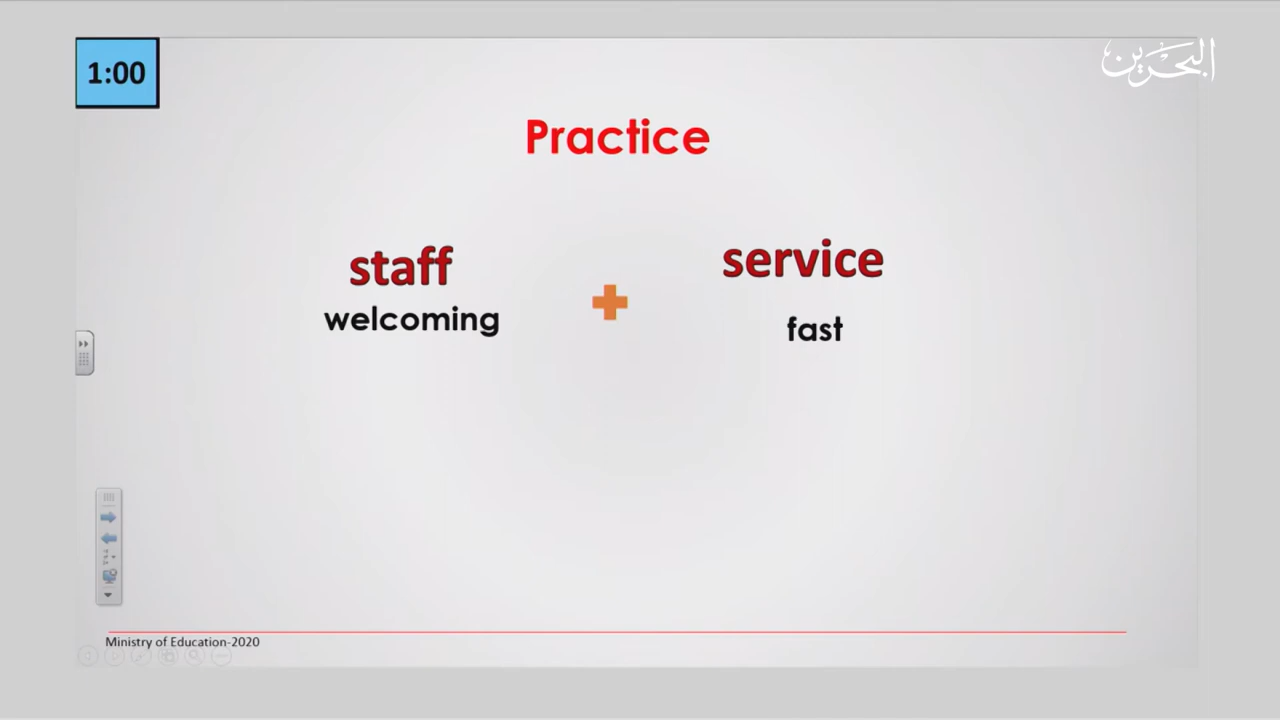 1:00
البحرين
Practice
staff
service
welcoming
fast
Ministry of Education-2020